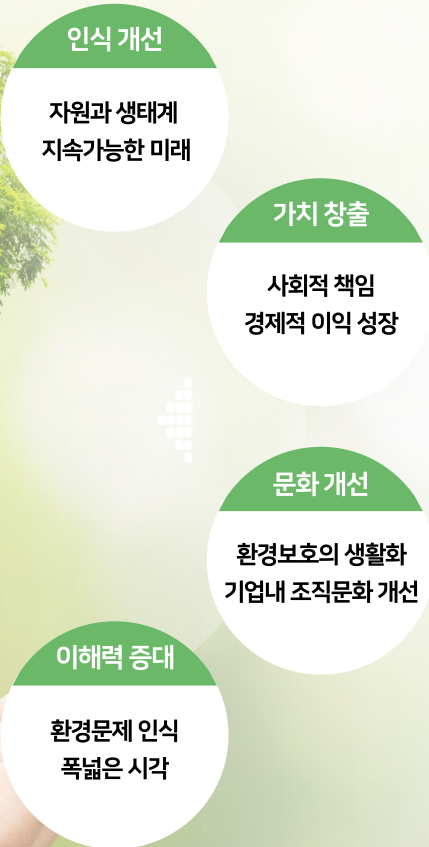 인식 개선
자원과 생태계
지속가능한 미래
가치 창출
사회적 책임
경제적 이익 성장
문화 개선
환경보호의 생활화
기업내 조직문화 개선
이해력 증대
환경문제 인식
폭넓은 시각